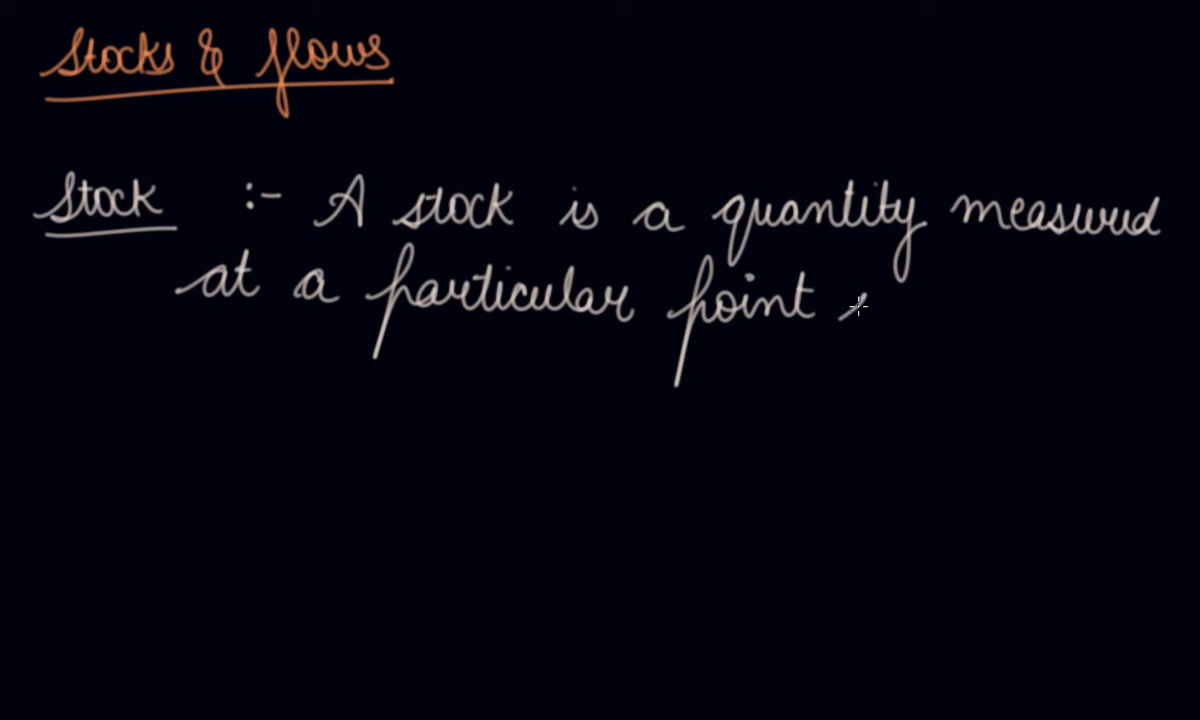 Stocks & flows
Stock :- A stock is a quantity measured
at a particular point